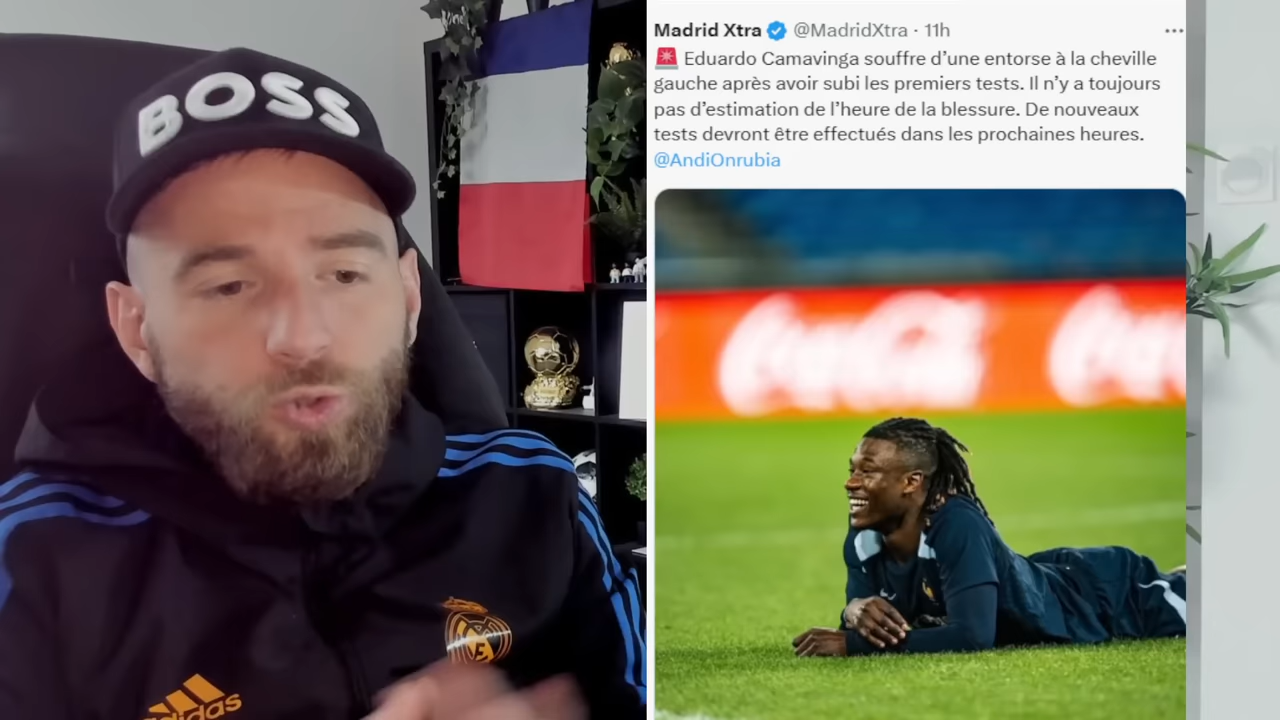 BOSS
adidas
Madrid Xtra @MadridXtra · 11h
🚨 Eduardo Camavinga souffre d’une entorse à la cheville
gauche après avoir subi les premiers tests. Il n’y a toujours
pas d’estimation de l’heure de la blessure. De nouveaux
tests devront être effectués dans les prochaines heures.
@AndiOnrubia
Coca-Cola